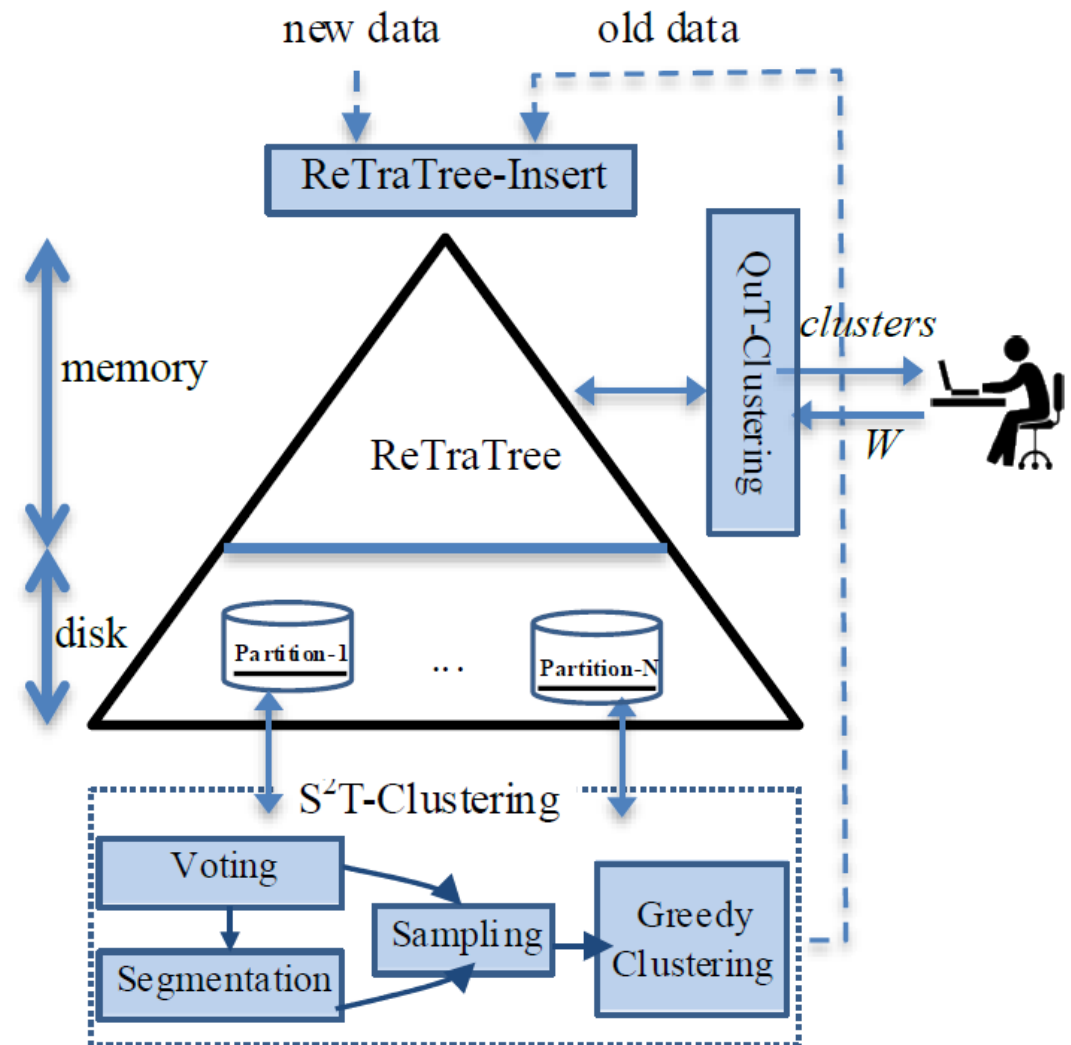 new data
old data
ReTraTree-Insert
QuT-Clustering
clusters
W
memory
ReTraTree
disk
Partition-1
...
Partition-N
S²T-Clustering
Voting
Segmentation
Sampling
Greedy
Clustering